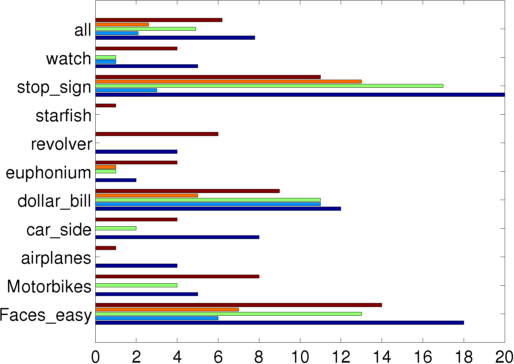 all
watch
stop_sign
starfish
revolver
euphonium
dollar_bill
car_side
airplanes
Motorbikes
Faces_easy
0 2 4 6 8 10 12 14 16 18 20